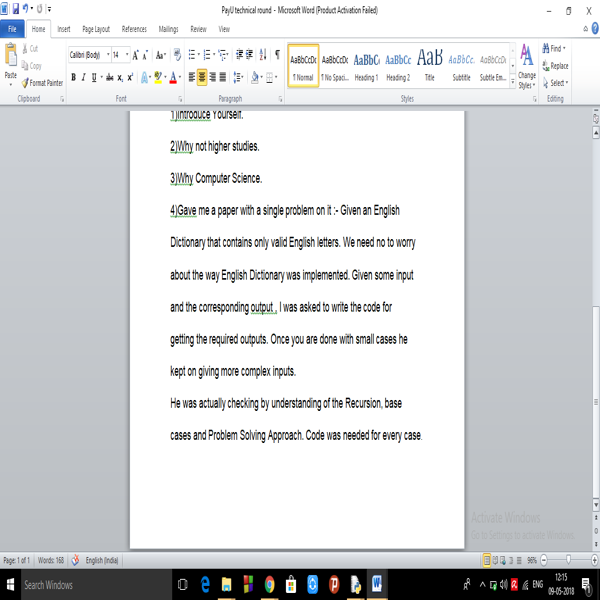 PayU technical round - Microsoft Word (Product Activation Failed)
File Home Insert Page Layout References Mailings Review View
Cut
Copy
Format Painter
Paste
Calibri (Body) 14
AaBbCcDc AaBbCcDc AaBbCc AaBbCc AaB AaBbCc. AaBbCcDc
¶ Normal ¶ No Spaci... Heading 1 Heading 2 Title Subtitle Subtle Em...
Change Styles
Find
Replace
Select
Clipboard Font Paragraph Styles Editing
1)Introduce Yourself.
2)Why not higher studies.
3)Why Computer Science.
4)Gave me a paper with a single problem on it :- Given an English
Dictionary that contains only valid English letters. We need no to worry
about the way English Dictionary was implemented. Given some input
and the corresponding output , I was asked to write the code for
getting the required outputs. Once you are done with small cases he
kept on giving more complex inputs.
He was actually checking by understanding of the Recursion, base
cases and Problem Solving Approach. Code was needed for every case.
Activate Windows
Go to Settings to activate Windows.
Page: 1 of 1 Words: 168 English (India) 98%
Search Windows
ENG
12:15
09-05-2018